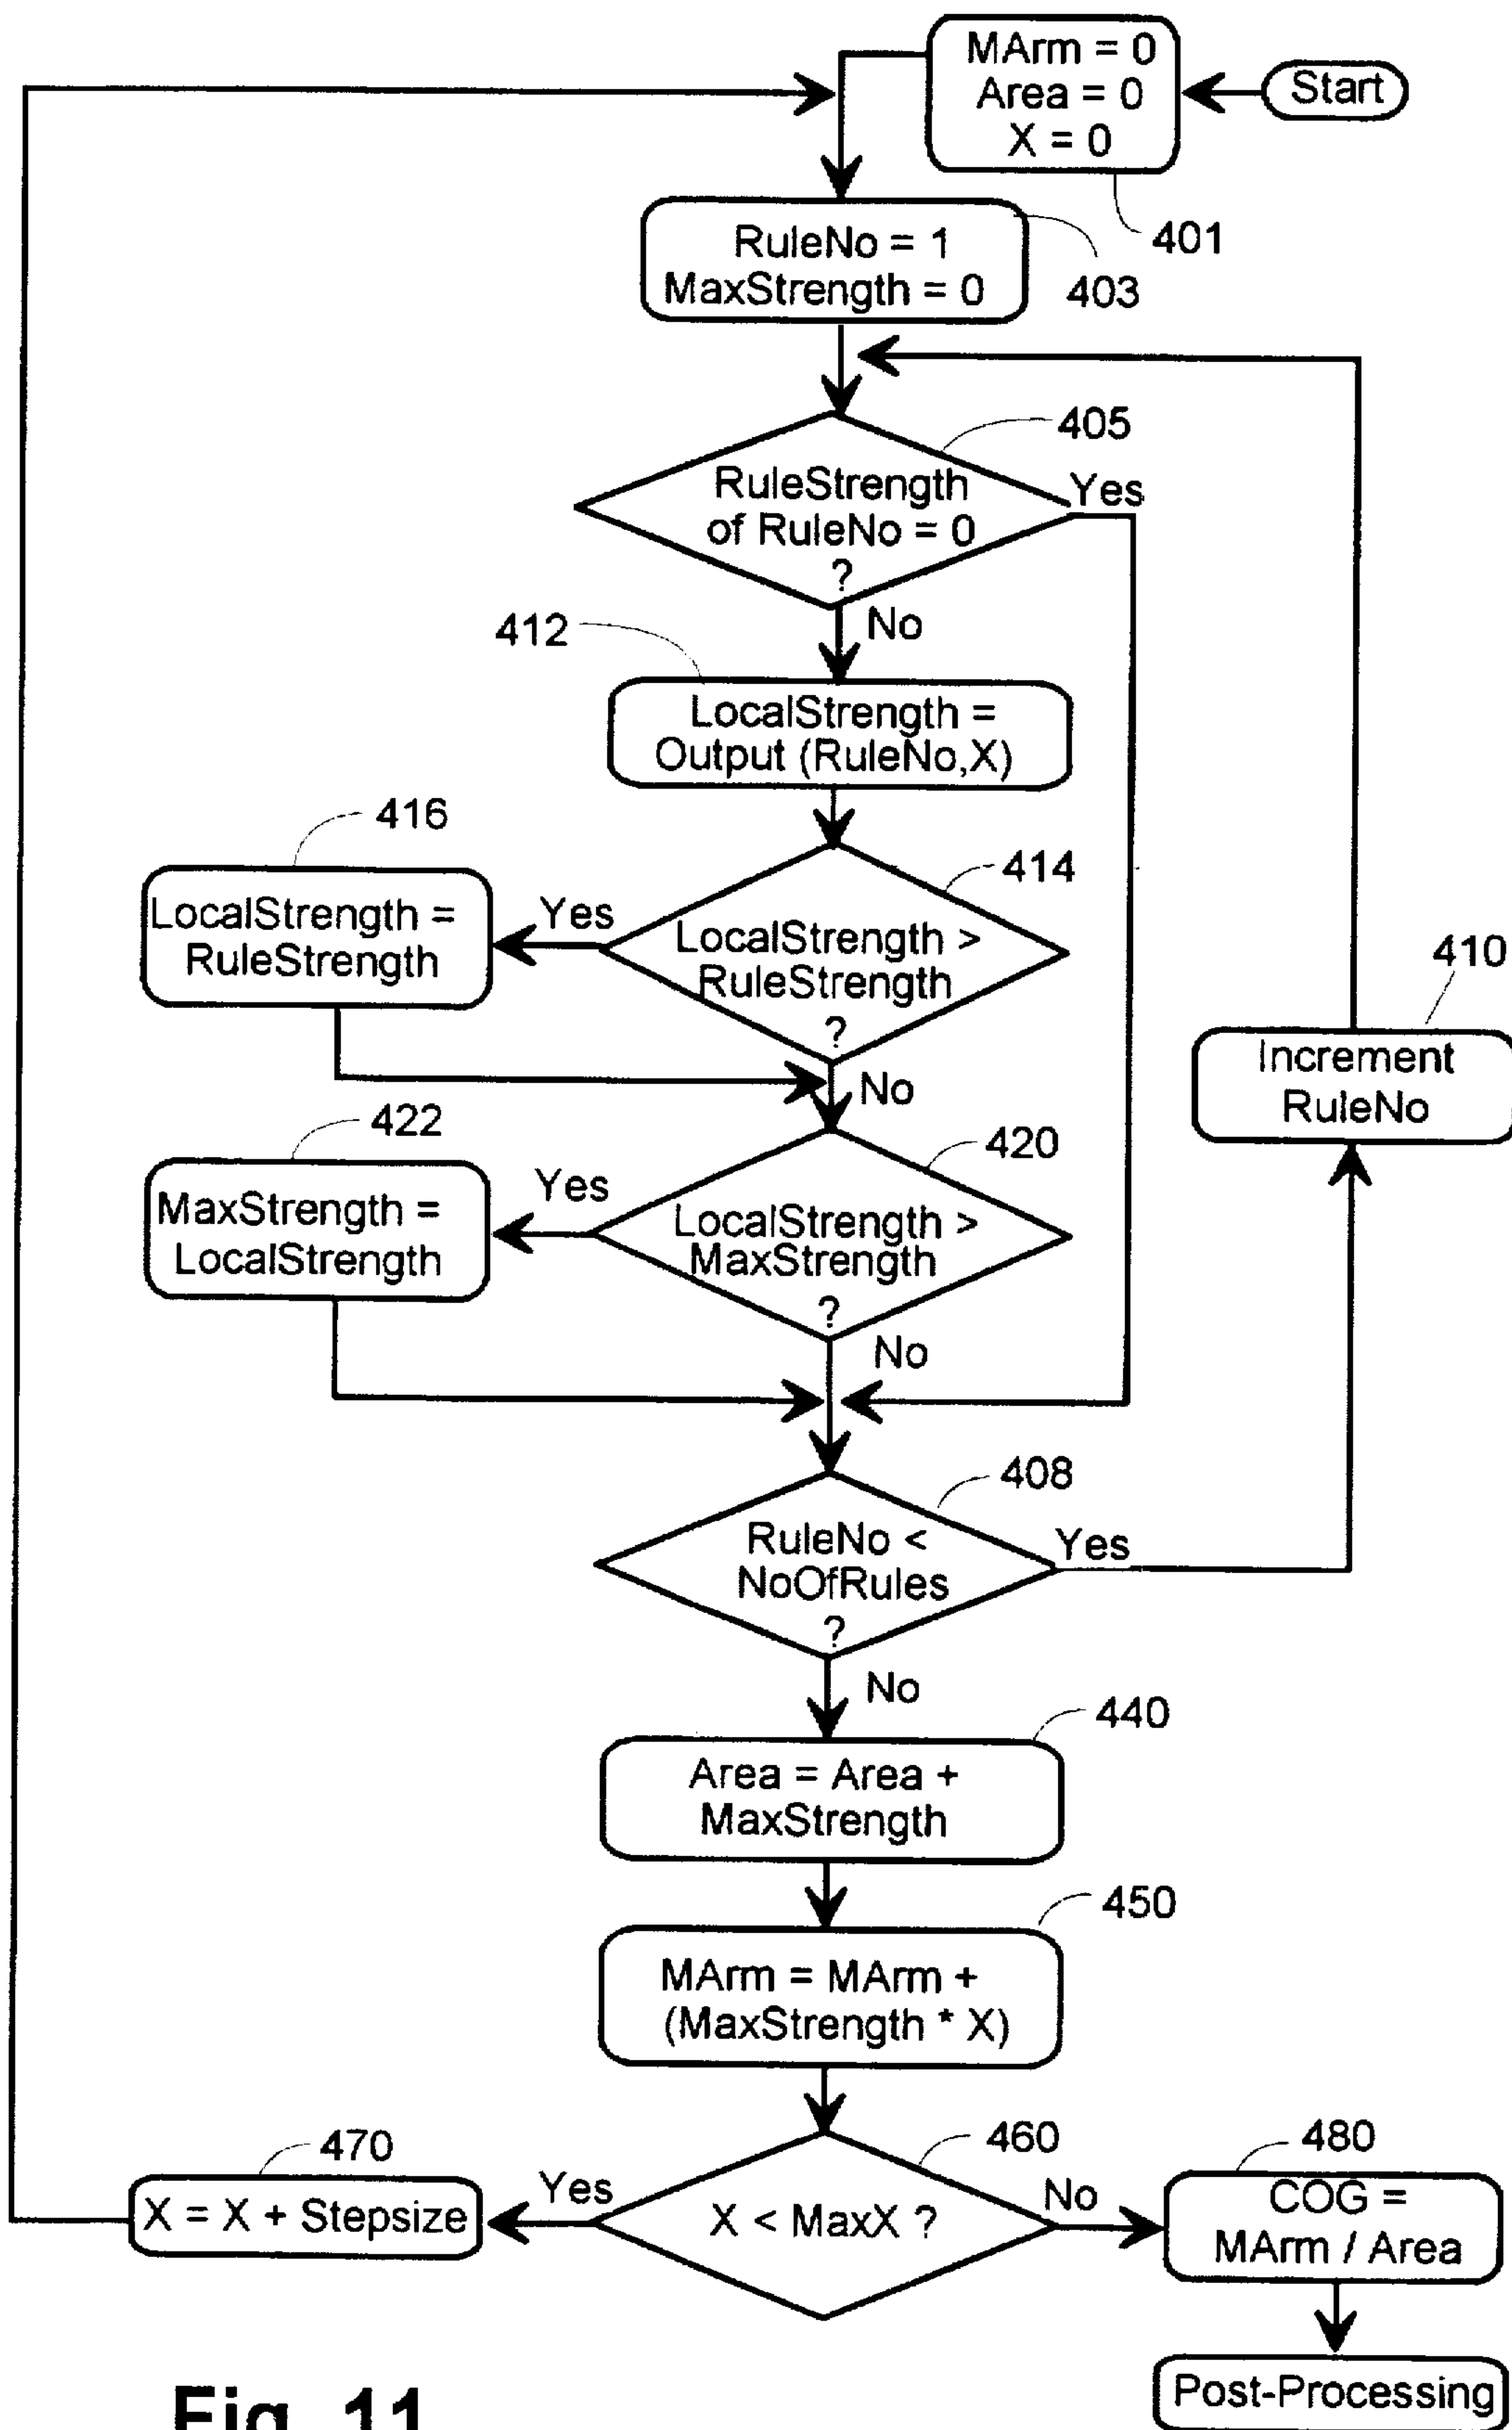 MArm = 0
Area = 0
X = 0
Start
401
RuleNo = 1
MaxStrength = 0
403
405
RuleStrength
of RuleNo = 0
?
Yes
No
412
LocalStrength =
Output (RuleNo,X)
416
LocalStrength =
RuleStrength
Yes
414
LocalStrength >
RuleStrength
?
No
410
Increment
RuleNo
422
MaxStrength =
LocalStrength
Yes
420
LocalStrength >
MaxStrength
?
No
408
RuleNo <
NoOfRules
?
Yes
No
440
Area = Area +
MaxStrength
450
MArm = MArm +
(MaxStrength * X)
470
X = X + Stepsize
Yes
460
X < MaxX ?
No
480
COG =
MArm / Area
Post-Processing
Fig. 11